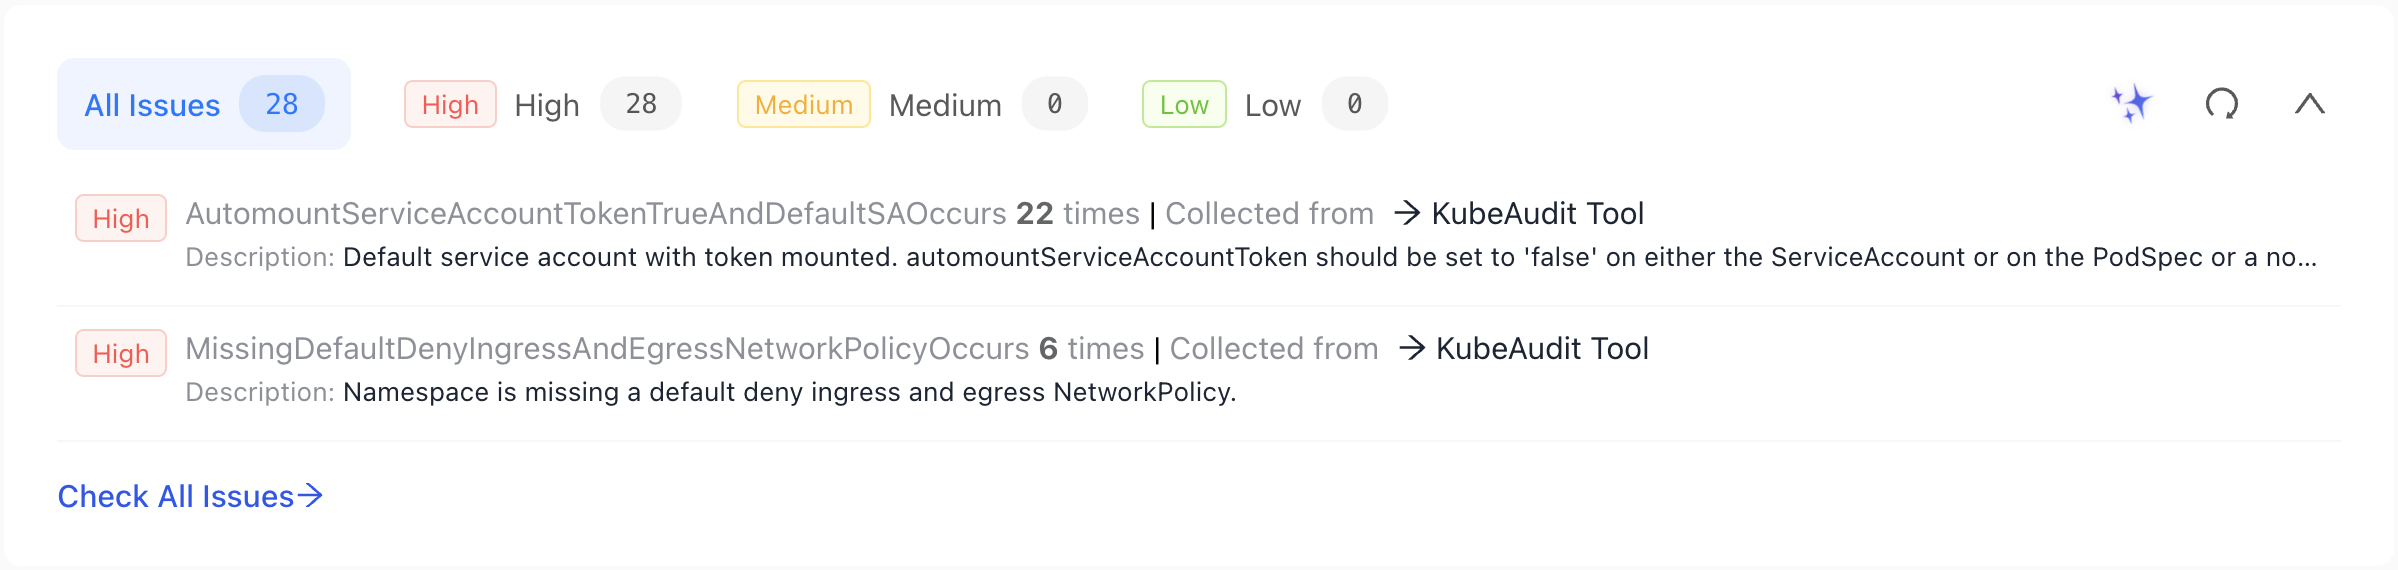 All Issues 28 High High 28 Medium Medium 0 Low Low 0
High AutomountServiceAccountTokenTrueAndDefaultSAOccurs 22 times | Collected from → KubeAudit Tool
Description: Default service account with token mounted. automountServiceAccountToken should be set to 'false' on either the ServiceAccount or on the PodSpec or a no...
High MissingDefaultDenyIngressAndEgressNetworkPolicyOccurs 6 times | Collected from → KubeAudit Tool
Description: Namespace is missing a default deny ingress and egress NetworkPolicy.
Check All Issues→